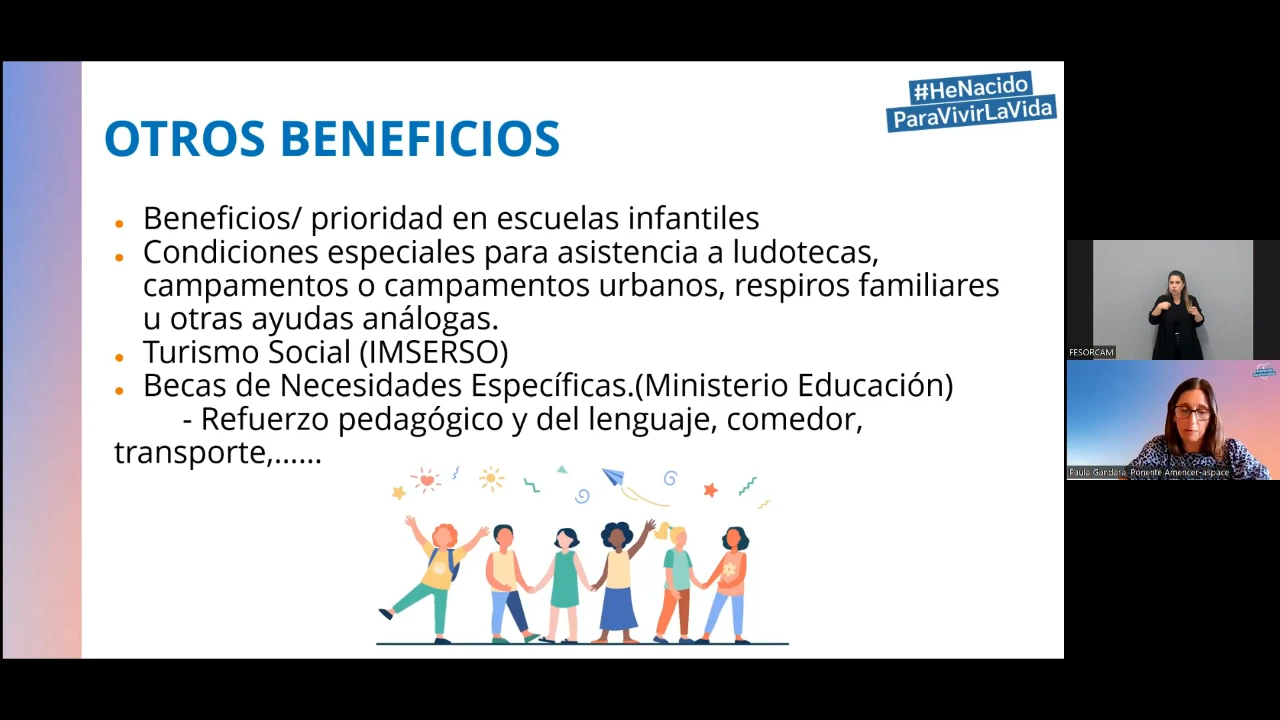 #HeNacido
ParaVivirLaVida
OTROS BENEFICIOS
Beneficios/ prioridad en escuelas infantiles
Condiciones especiales para asistencia a ludotecas,
campamentos o campamentos urbanos, respiros familiares
u otras ayudas análogas.
Turismo Social (IMSERSO)
Becas de Necesidades Específicas.(Ministerio Educación)
- Refuerzo pedagógico y del lenguaje, comedor,
transporte,......
FESORCAM
Paula Gandara, Ponente Amencer-aspace